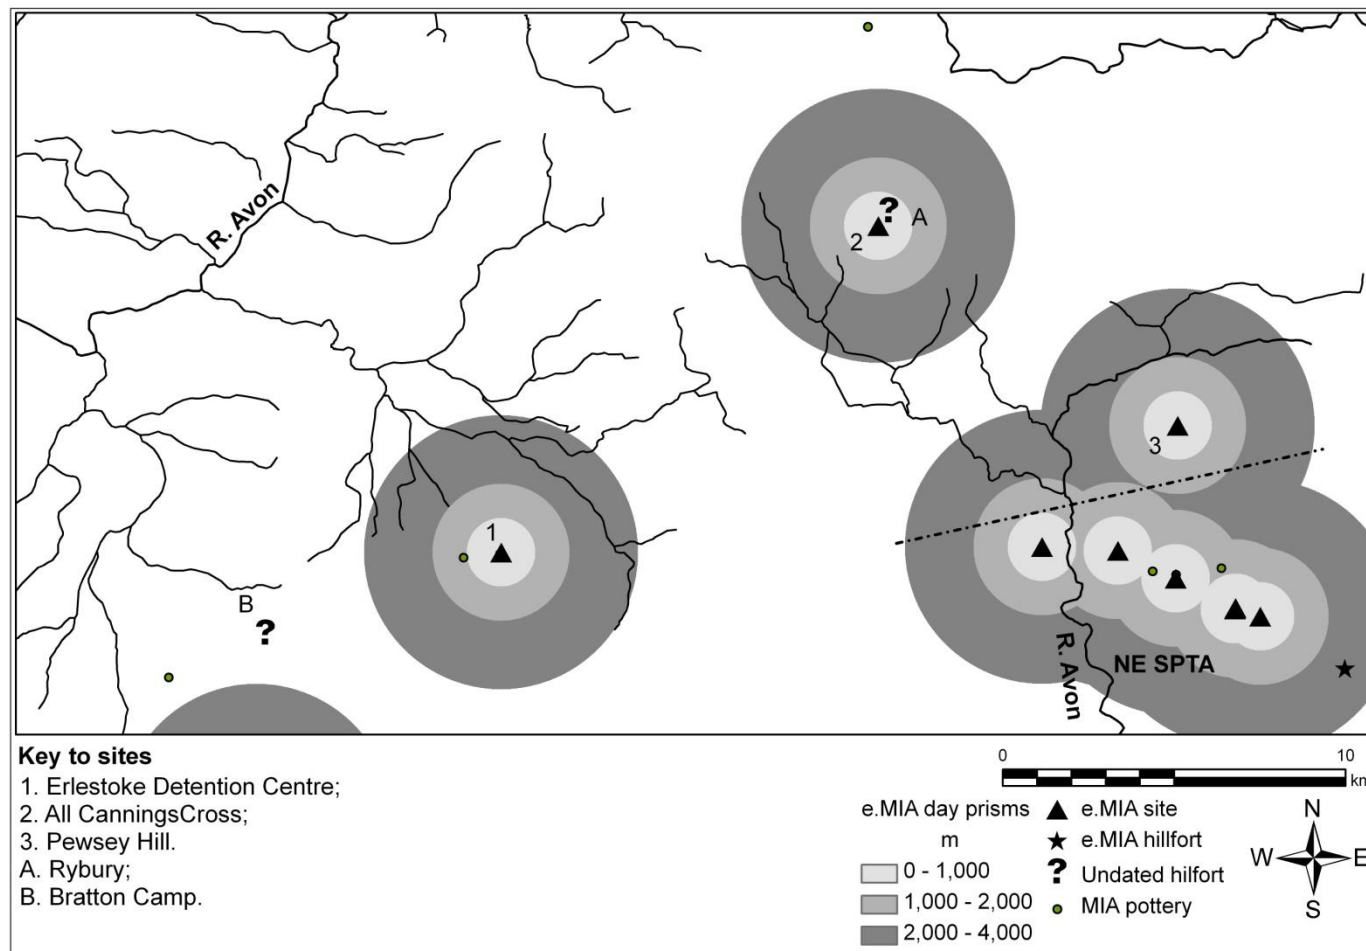 R. Avon
?
A
2
3
1
B
?
NE SPTA
R. Avon
Key to sites
1. Erlestoke Detention Centre;
2. All CanningsCross;
3. Pewsey Hill.
A. Rybury;
B. Bratton Camp.
0 10
km
e.MIA day prisms
m
0 - 1,000
1,000 - 2,000
2,000 - 4,000
e.MIA site
e.MIA hillfort
? Undated hilfort
MIA pottery
N
W E
S